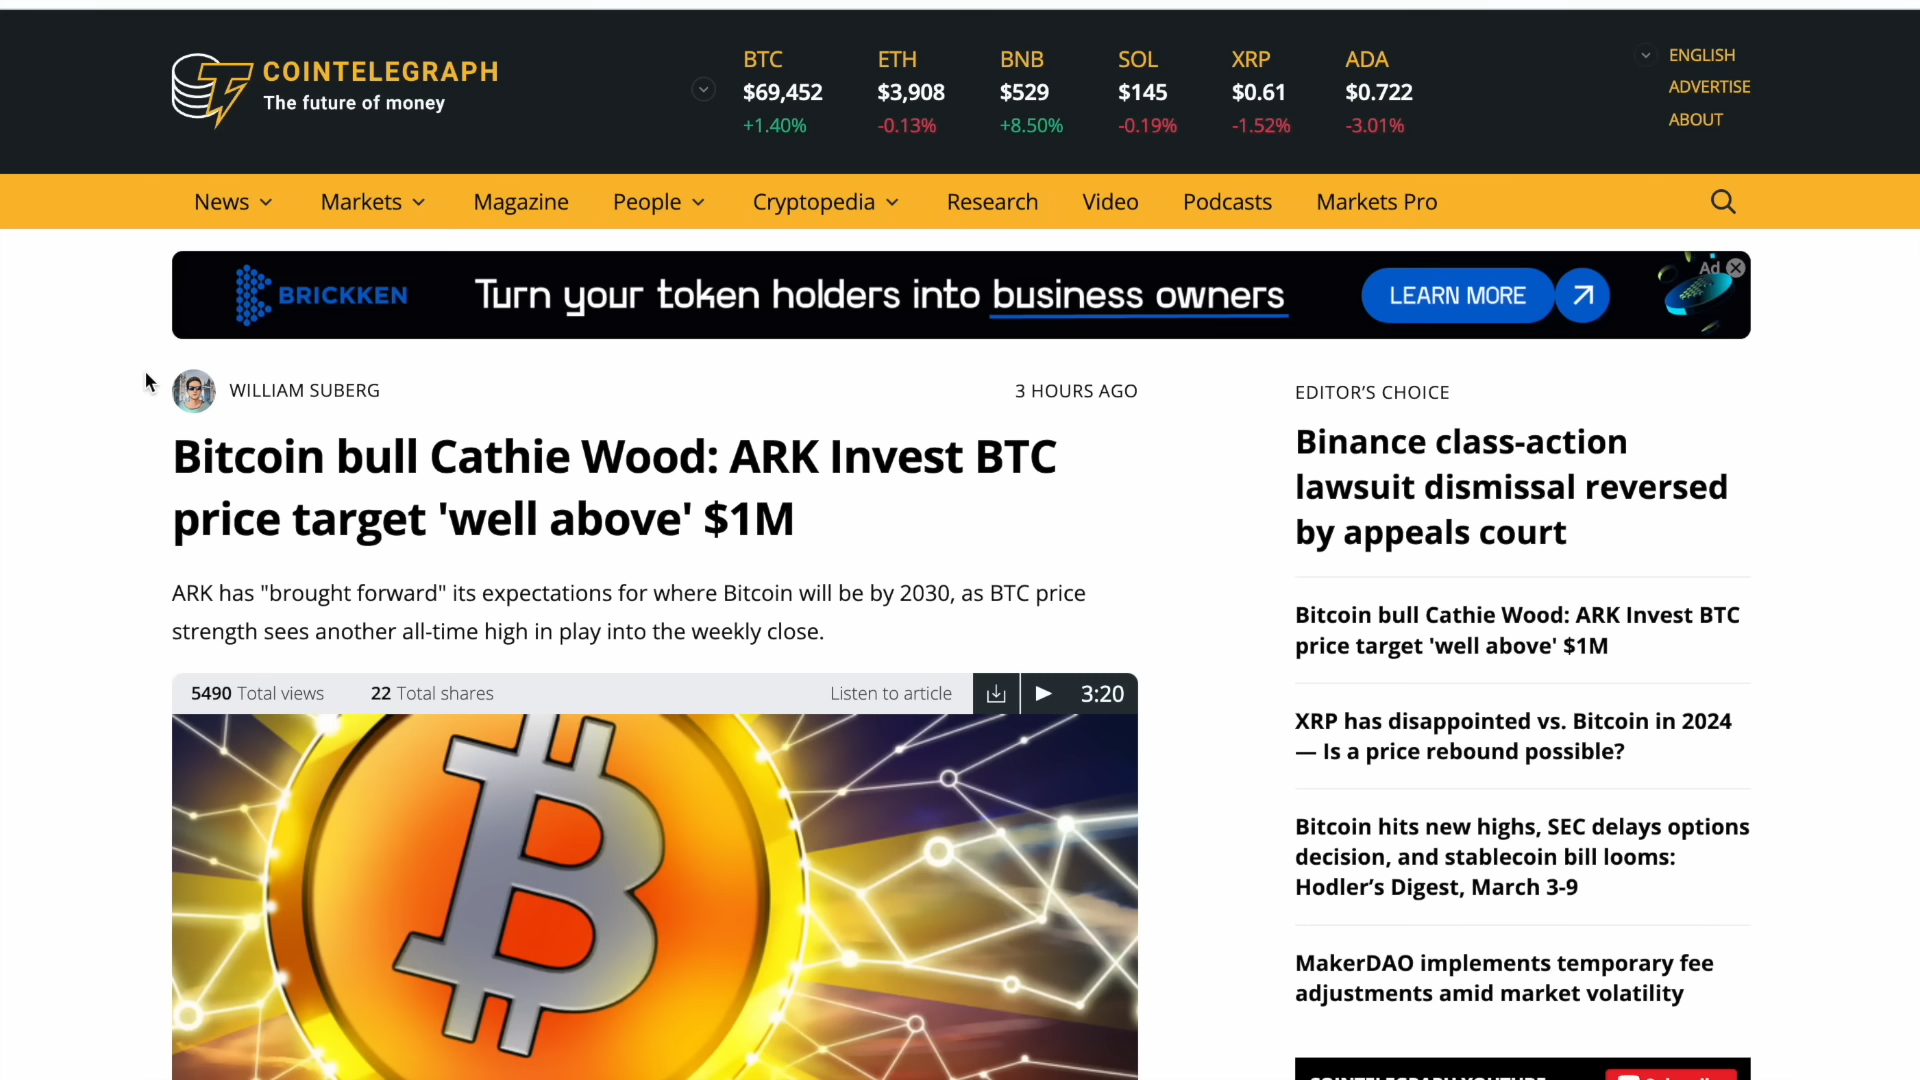 COINTELEGRAPH
The future of money
BTC
$69,452
+1.40%
ETH
$3,908
-0.13%
BNB
$529
+8.50%
SOL
$145
-0.19%
XRP
$0.61
-1.52%
ADA
$0.722
-3.01%
ENGLISH
ADVERTISE
ABOUT
News
Markets
Magazine
People
Cryptopedia
Research
Video
Podcasts
Markets Pro
BRICKKEN
Turn your token holders into business owners
LEARN MORE
Ad
WILLIAM SUBERG
3 HOURS AGO
Bitcoin bull Cathie Wood: ARK Invest BTC
price target 'well above' $1M
ARK has "brought forward" its expectations for where Bitcoin will be by 2030, as BTC price
strength sees another all-time high in play into the weekly close.
5490 Total views
22 Total shares
Listen to article
3:20
EDITOR'S CHOICE
Binance class-action
lawsuit dismissal reversed
by appeals court
Bitcoin bull Cathie Wood: ARK Invest BTC
price target 'well above' $1M
XRP has disappointed vs. Bitcoin in 2024
— Is a price rebound possible?
Bitcoin hits new highs, SEC delays options
decision, and stablecoin bill looms:
Hodler’s Digest, March 3-9
MakerDAO implements temporary fee
adjustments amid market volatility
COINTELEGRAPH YOUTUBE